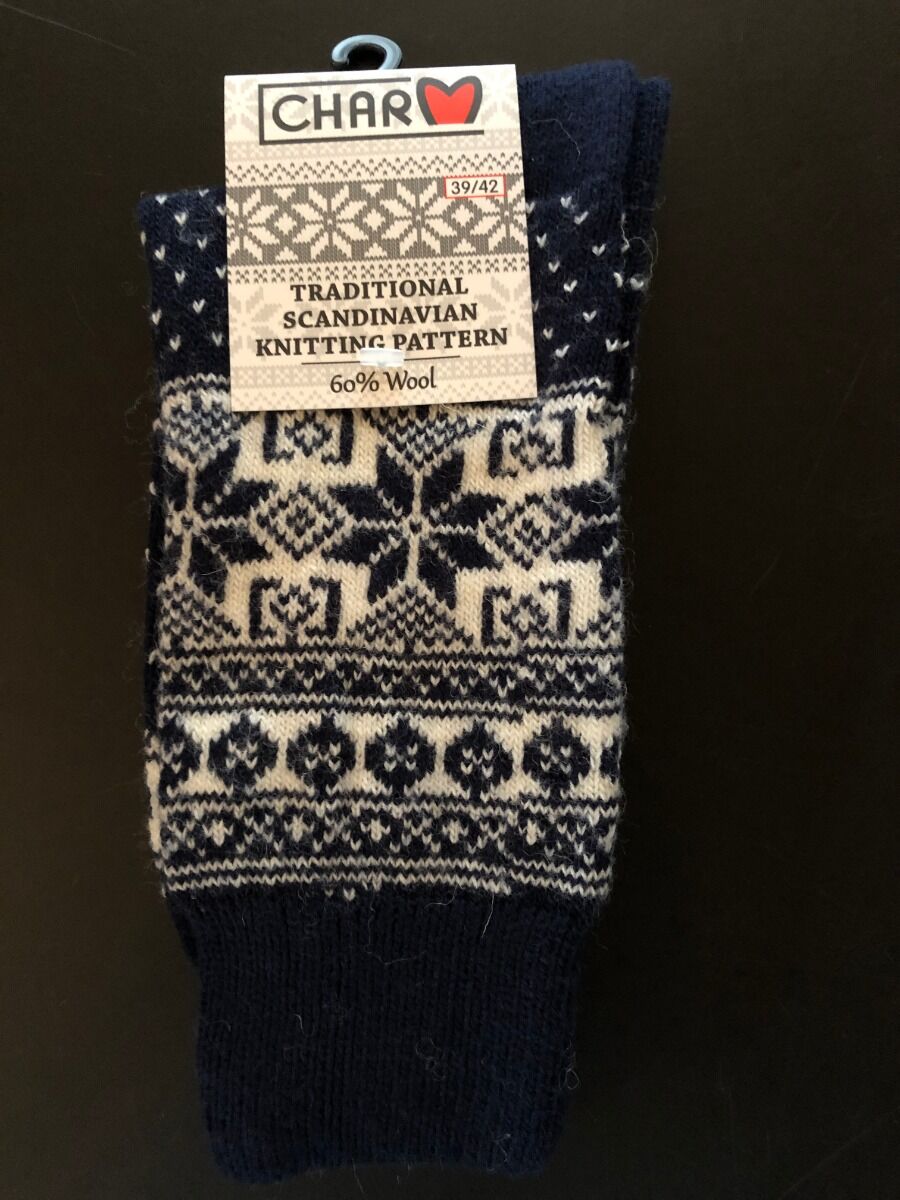 CHARM
39/42
TRADITIONAL
SCANDINAVIAN
KNITTING PATTERN
60% Wool